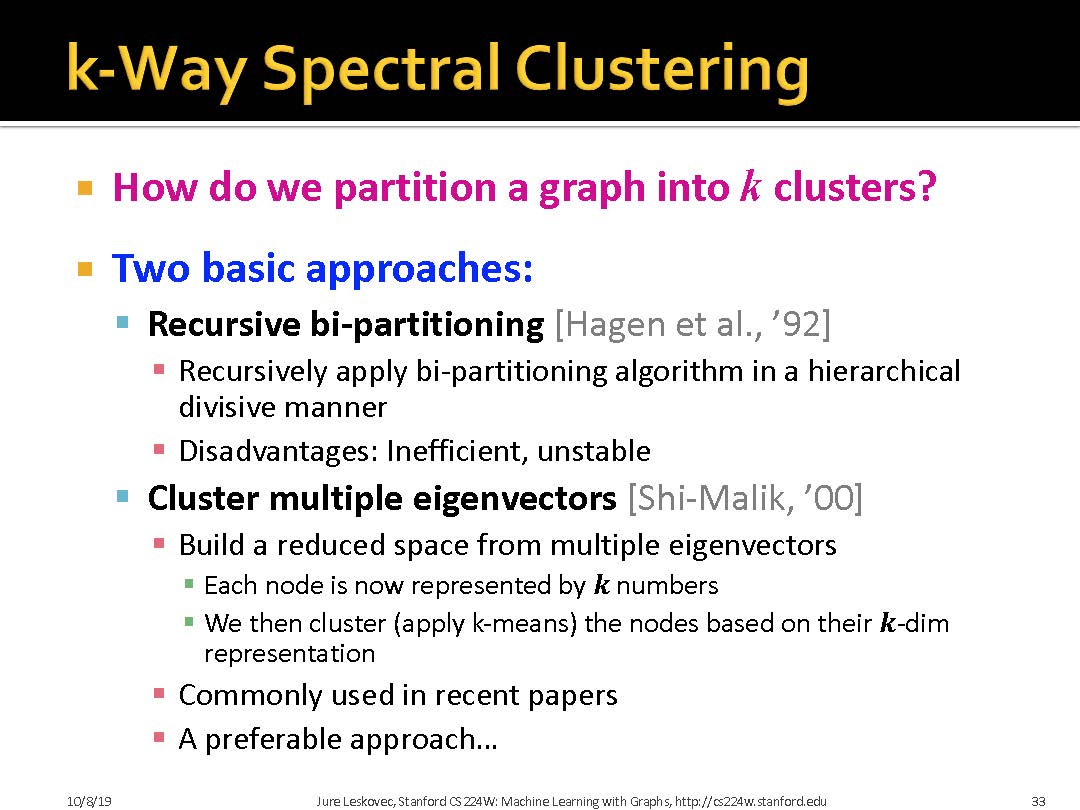 k-Way Spectral Clustering
How do we partition a graph into k clusters?
Two basic approaches:
Recursive bi-partitioning [Hagen et al., ’92]
Recursively apply bi-partitioning algorithm in a hierarchical
divisive manner
Disadvantages: Inefficient, unstable
Cluster multiple eigenvectors [Shi-Malik, ’00]
Build a reduced space from multiple eigenvectors
Each node is now represented by k numbers
We then cluster (apply k-means) the nodes based on their k-dim
representation
Commonly used in recent papers
A preferable approach…
10/8/19 Jure Leskovec, Stanford CS224W: Machine Learning with Graphs, http://cs224w.stanford.edu 33